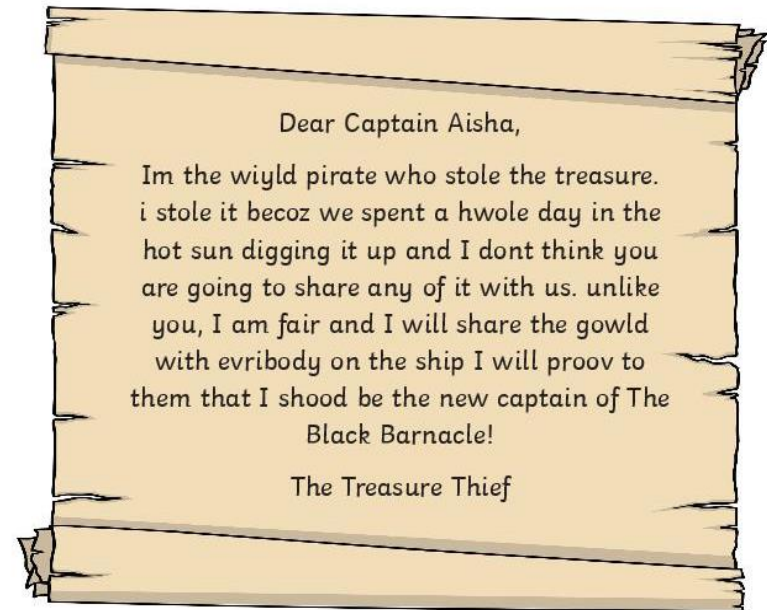 Dear Captain Aisha,
Im the wiyld pirate who stole the treasure.
i stole it becoz we spent a hwole day in the
hot sun digging it up and I dont think you
are going to share any of it with us. unlike
you, I am fair and I will share the gowld
with evribody on the ship I will proov to
them that I shood be the new captain of The
Black Barnacle!
The Treasure Thief